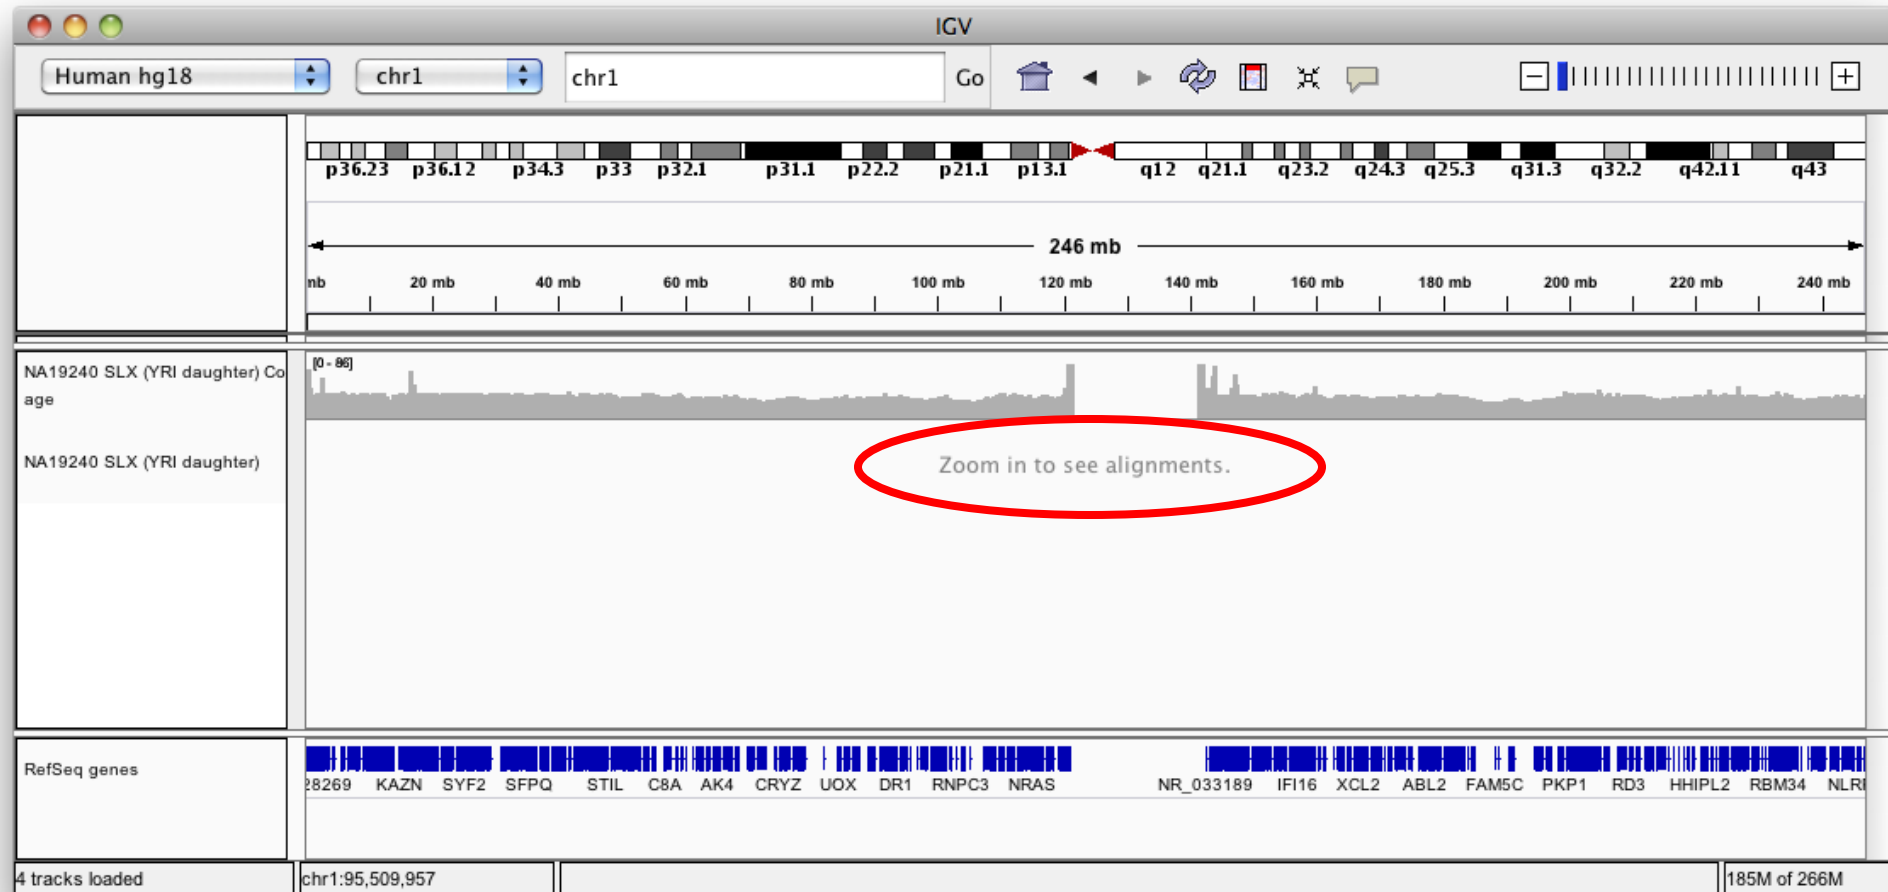 IGV
Human hg18 chr1 chr1 Go
p36.23 p36.12 p34.3 p33 p32.1 p31.1 p22.2 p21.1 p13.1 q12 q21.1 q23.2 q24.3 q25.3 q31.3 q32.2 q42.11 q43
246 mb
mb 20 mb 40 mb 60 mb 80 mb 100 mb 120 mb 140 mb 160 mb 180 mb 200 mb 220 mb 240 mb
NA19240 SLX (YRI daughter) Co
age
[0 - 86]
NA19240 SLX (YRI daughter)
Zoom in to see alignments.
RefSeq genes
28269 KAZN SYF2 SFPQ STIL C8A AK4 CRYZ UOX DR1 RNPC3 NRAS NR_033189 IFI16 XCL2 ABL2 FAM5C PKP1 RD3 HHIPL2 RBM34 NLR
4 tracks loaded chr1:95,509,957 185M of 266M